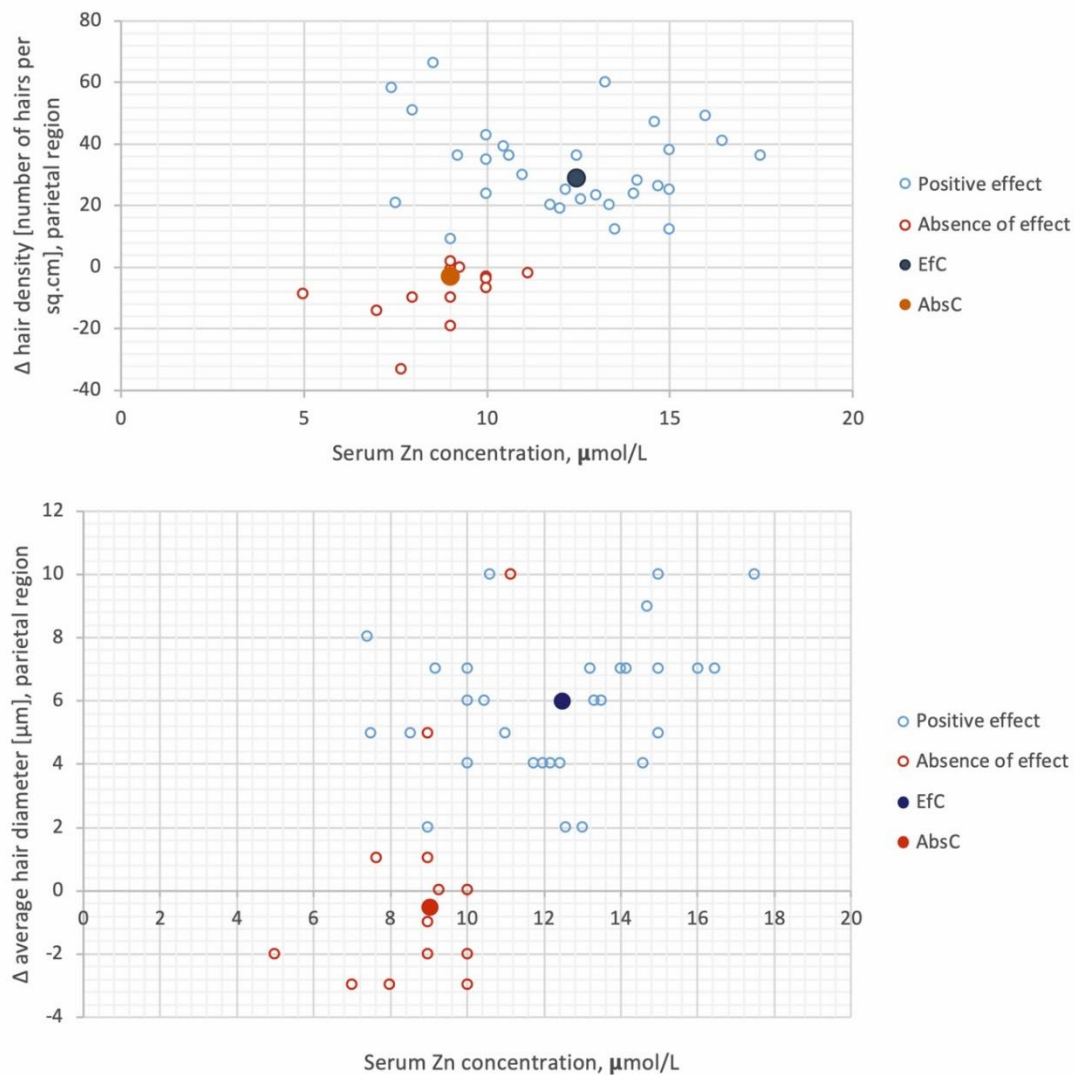 80
60
40
20
0
-20
-40
0 5 10 15 20
Δ hair density [number of hairs per
sq.cm], parietal region
Serum Zn concentration, μmol/L
Positive effect
Absence of effect
EfC
AbsC
12
10
8
6
4
2
0
-2
-4
0 2 4 6 8 10 12 14 16 18 20
Δ average hair diameter [μm], parietal region
Serum Zn concentration, μmol/L
Positive effect
Absence of effect
EfC
AbsC